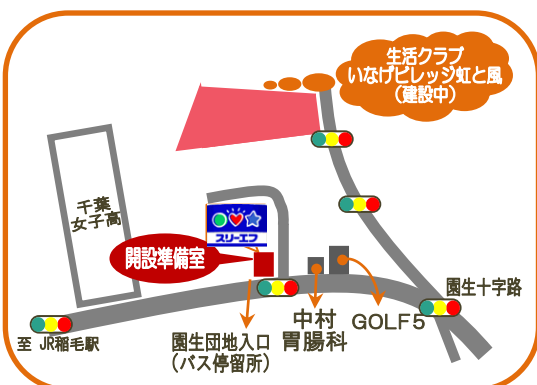 生活クラブ
いなげビレッジ虹と風
（建設中）
千葉
女子高
スリーエフ
開設準備室
園生十字路
中村
胃腸科
GOLF５
園生団地入口
（バス停留所）
至 JR稲毛駅